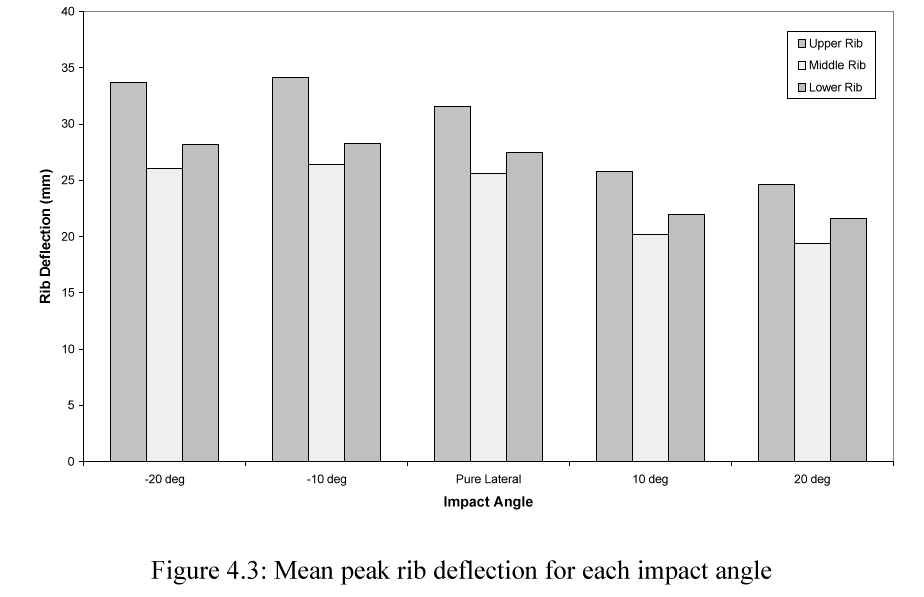 40
35
30
25
20
15
10
5
0
Rib Deflection (mm)
Upper Rib
Middle Rib
Lower Rib
-20 deg -10 deg Pure Lateral 10 deg 20 deg
Impact Angle
Figure 4.3: Mean peak rib deflection for each impact angle